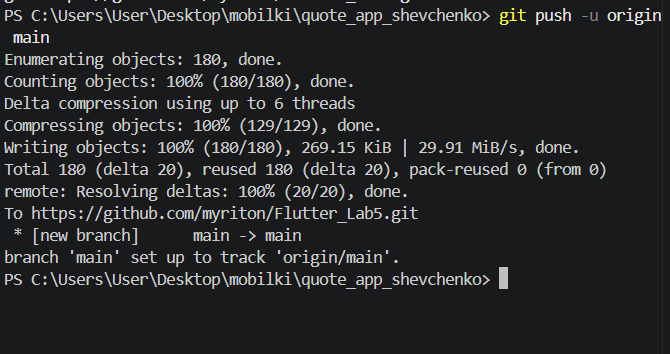 PS C:\Users\User\Desktop\mobilki\quote_app_shevchenko> git push -u origin
 main
Enumerating objects: 180, done.
Counting objects: 100% (180/180), done.
Delta compression using up to 6 threads
Compressing objects: 100% (129/129), done.
Writing objects: 100% (180/180), 269.15 KiB | 29.91 MiB/s, done.
Total 180 (delta 20), reused 180 (delta 20), pack-reused 0 (from 0)
remote: Resolving deltas: 100% (20/20), done.
To https://github.com/myriton/Flutter_Lab5.git
 * [new branch]      main -> main
branch 'main' set up to track 'origin/main'.
PS C:\Users\User\Desktop\mobilki\quote_app_shevchenko>